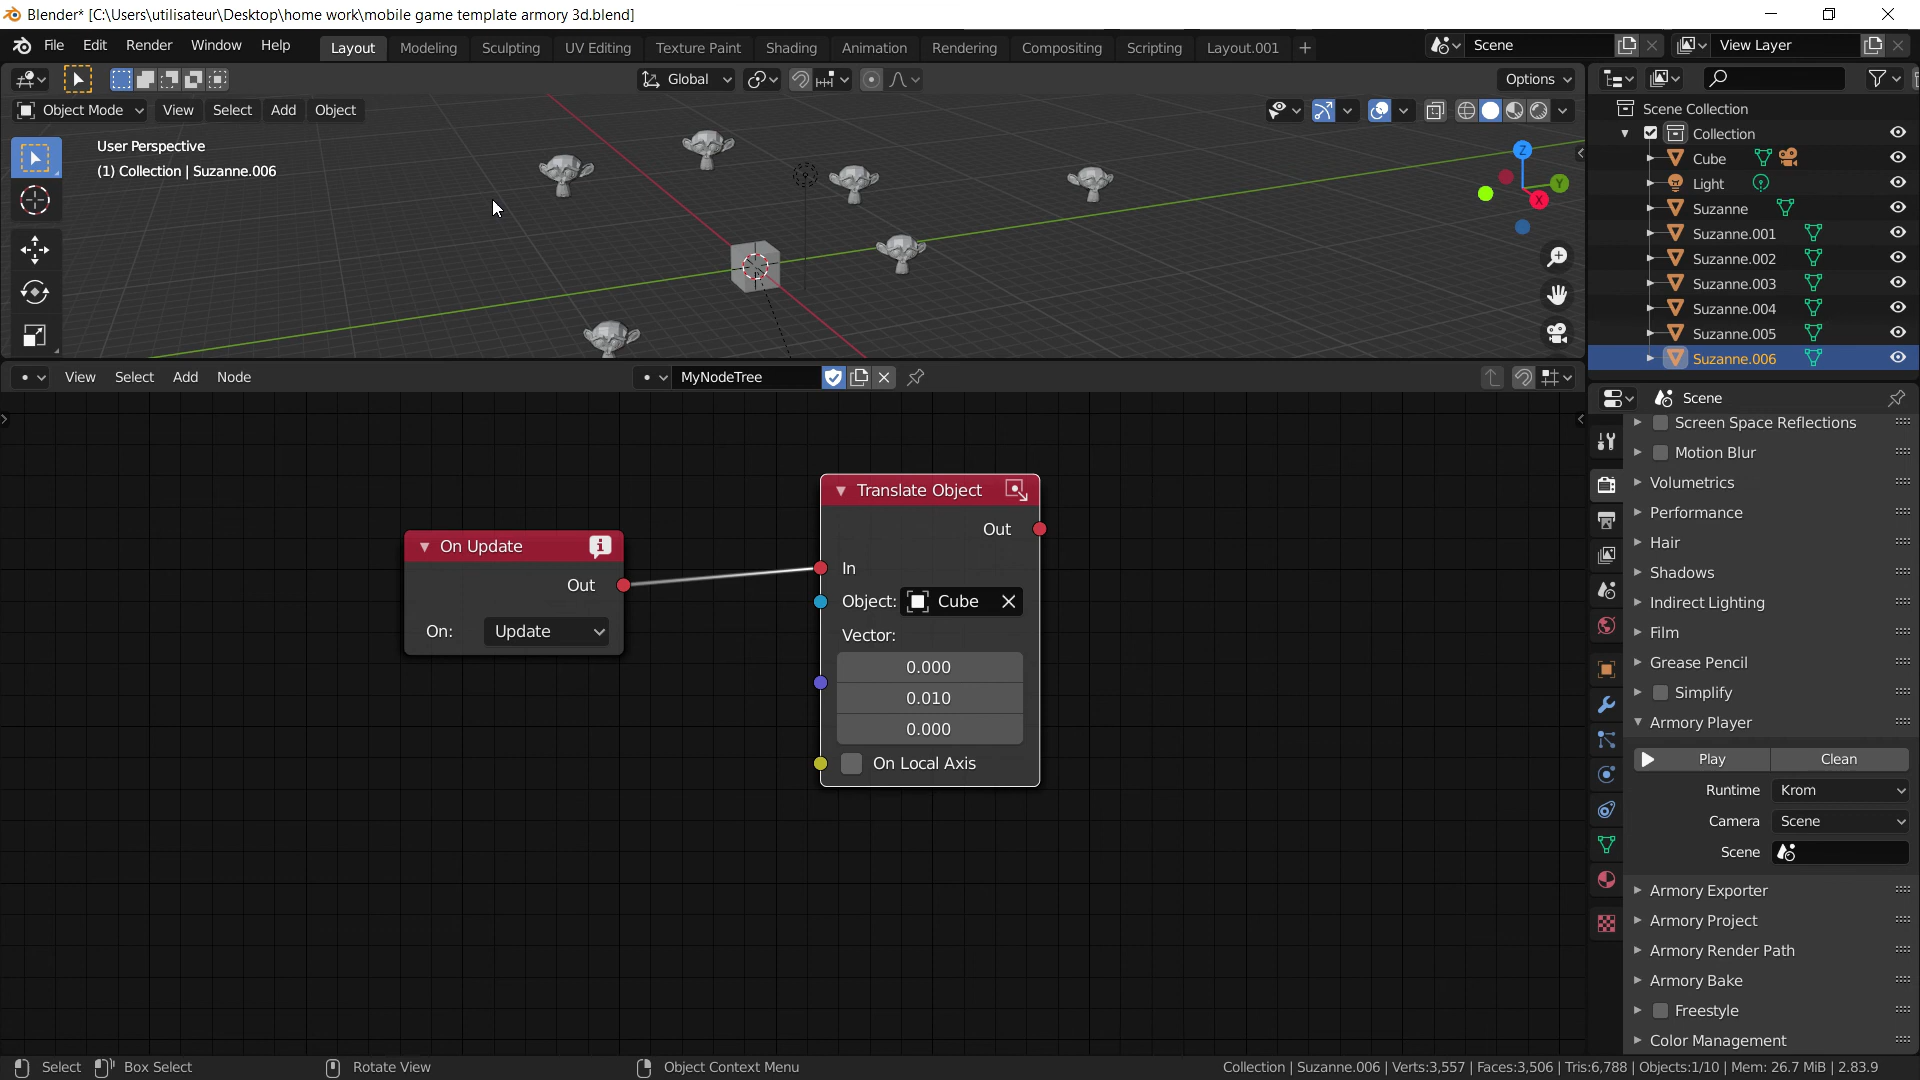 Blender* [C:\Users\utilisateur\Desktop\home work\mobile game template armory 3d.blend]
File Edit Render Window Help Layout Modeling Sculpting UV Editing Texture Paint Shading Animation Rendering Compositing Scripting Layout.001 + Scene View Layer
Global Options
Object Mode View Select Add Object
User Perspective
(1) Collection | Suzanne.006
Z
Y
X
Scene Collection
Collection
Cube
Light
Suzanne
Suzanne.001
Suzanne.002
Suzanne.003
Suzanne.004
Suzanne.005
Suzanne.006
View Select Add Node MyNodeTree
On Update
Out
On: Update
Translate Object
Out
In
Object: Cube
Vector:
0.000
0.010
0.000
On Local Axis
Scene
Screen Space Reflections
Motion Blur
Volumetrics
Performance
Hair
Shadows
Indirect Lighting
Film
Grease Pencil
Simplify
Armory Player
Play Clean
Runtime Krom
Camera Scene
Scene
Armory Exporter
Armory Project
Armory Render Path
Armory Bake
Freestyle
Color Management
Select Box Select Rotate View Object Context Menu Collection | Suzanne.006 | Verts:3,557 | Faces:3,506 | Tris:6,788 | Objects:1/10 | Mem: 26.7 MiB | 2.83.9